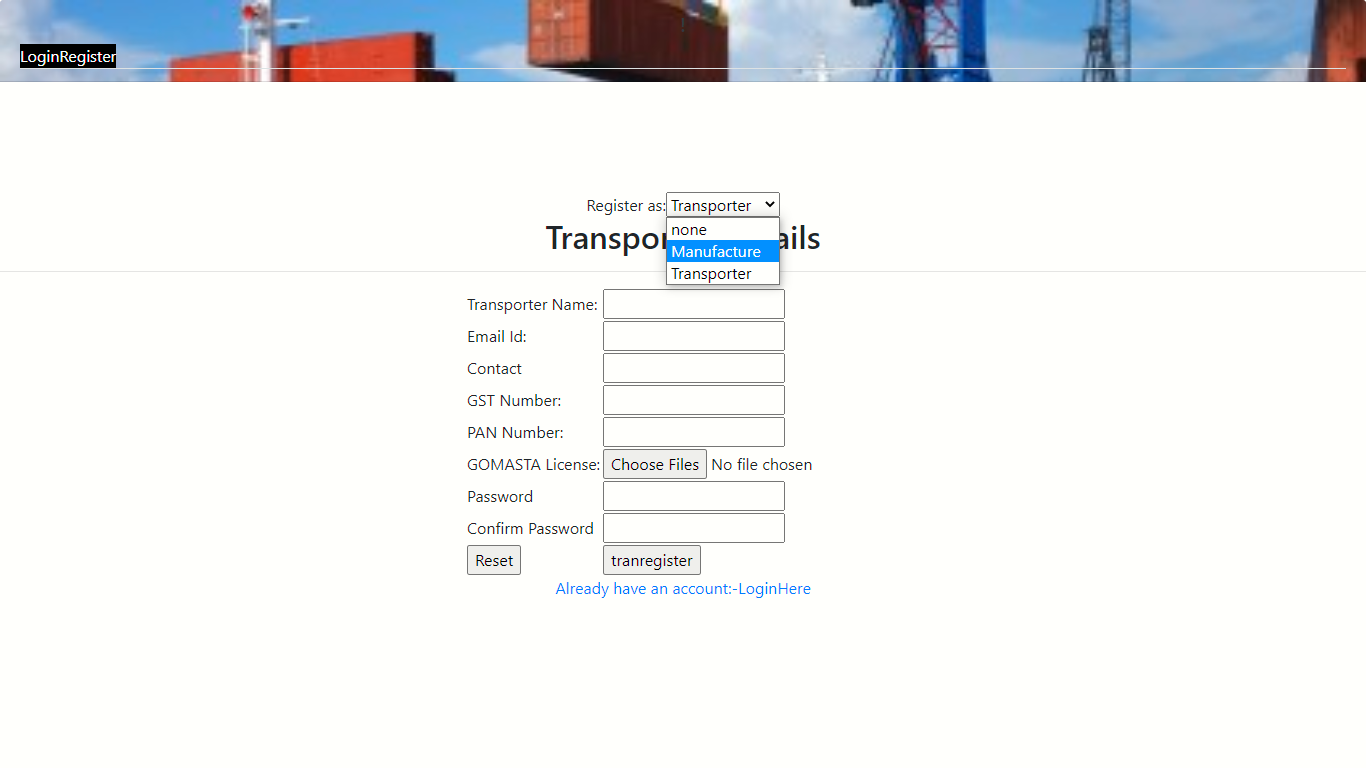 LoginRegister
Register as: Transporter
none
Manufacture
Transporter
Transpor ails
Transporter Name:
Email Id:
Contact
GST Number:
PAN Number:
GOMASTA License: Choose Files No file chosen
Password
Confirm Password
Reset tranregister
Already have an account:-LoginHere